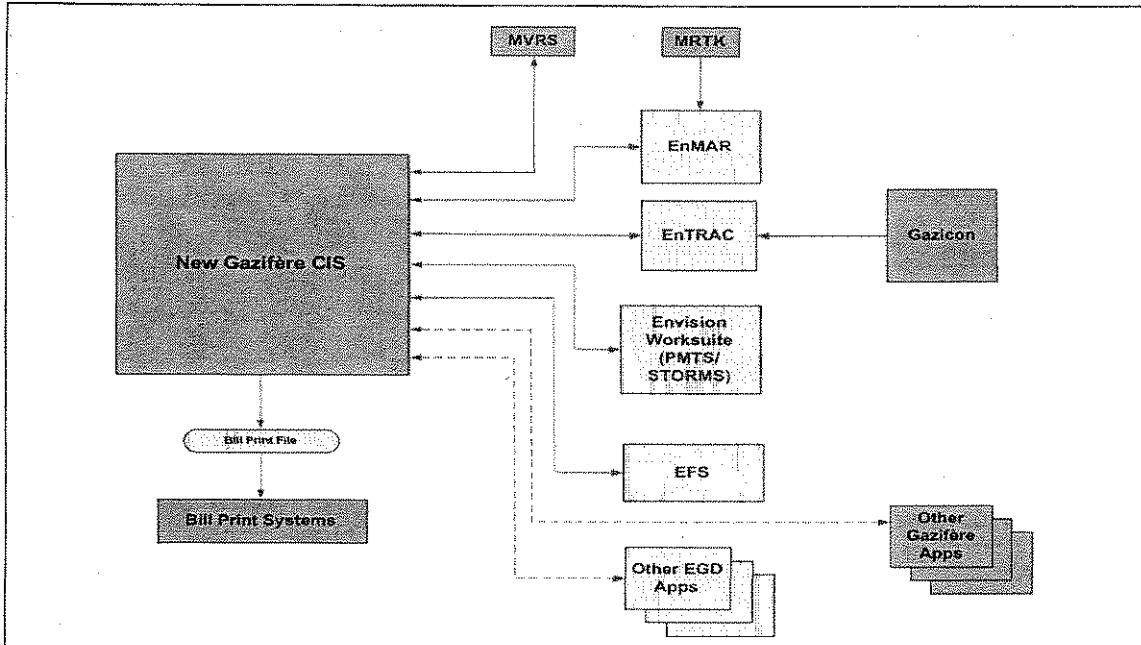 MVRS
MRTK
EnMAR
New Gazifère CIS
EnTRAC
Gazicon
Envision
Worksuite
(PMTS/
STORMS)
Bill Print File
EFS
Bill Print Systems
Other
Gazifère
Apps
Other EGD
Apps